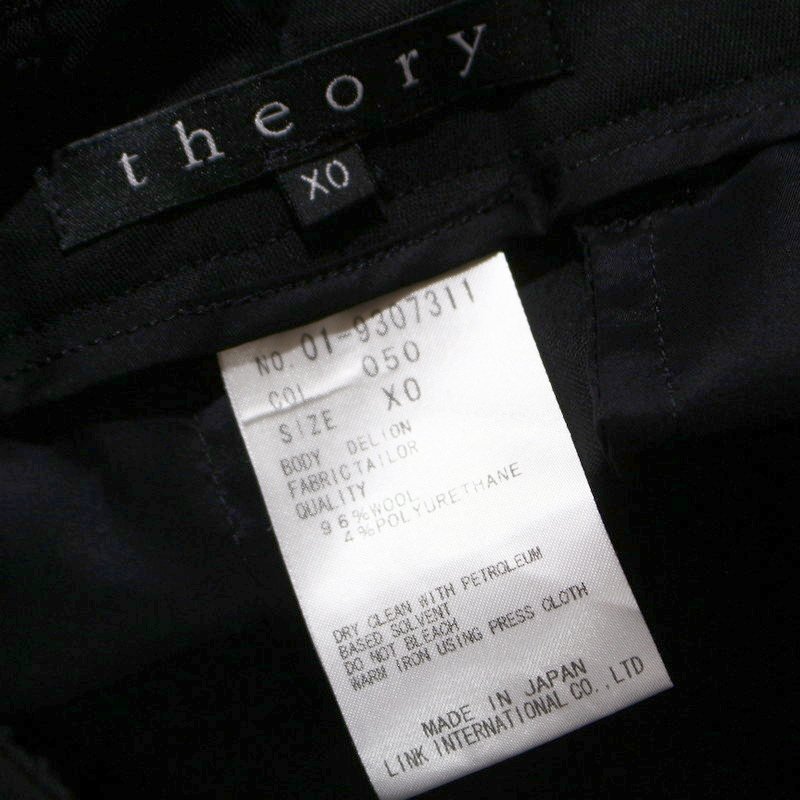 theory
XO
NO. 01-9307311
COL 050
SIZE XO
BODY DELION
FABRICTAILOR
QUALITY
96%WOOL
4%POLYURETHANE
DRY CLEAN WITH PETROLEUM
BASED SOLVENT
DO NOT BLEACH
WARM IRON USING PRESS CLOTH
MADE IN JAPAN
LINK INTERNATIONAL CO.,LTD